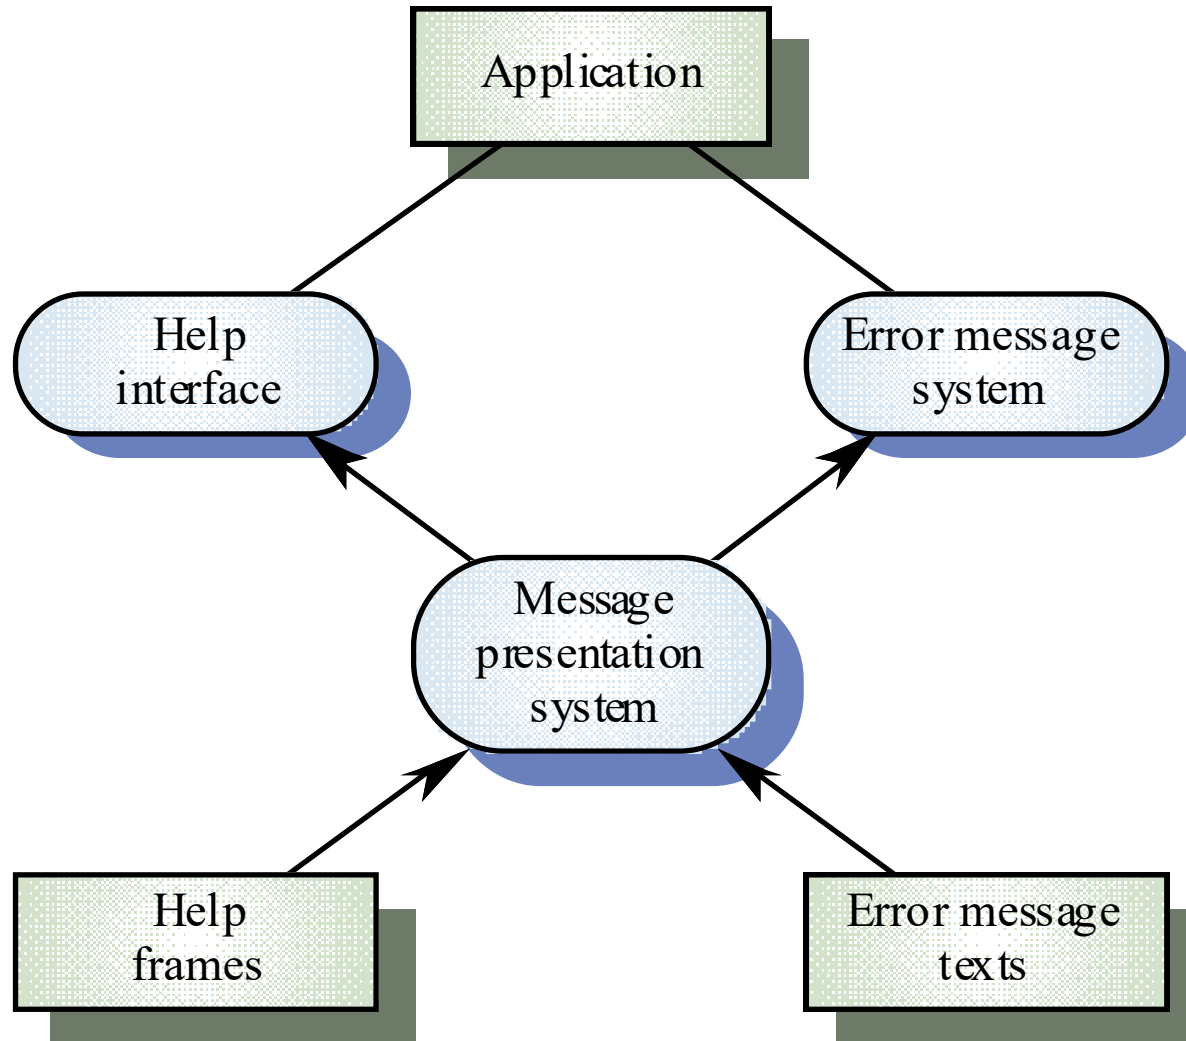 Application
Help
interface
Error message
system
Message
presentation
system
Help
frames
Error message
texts